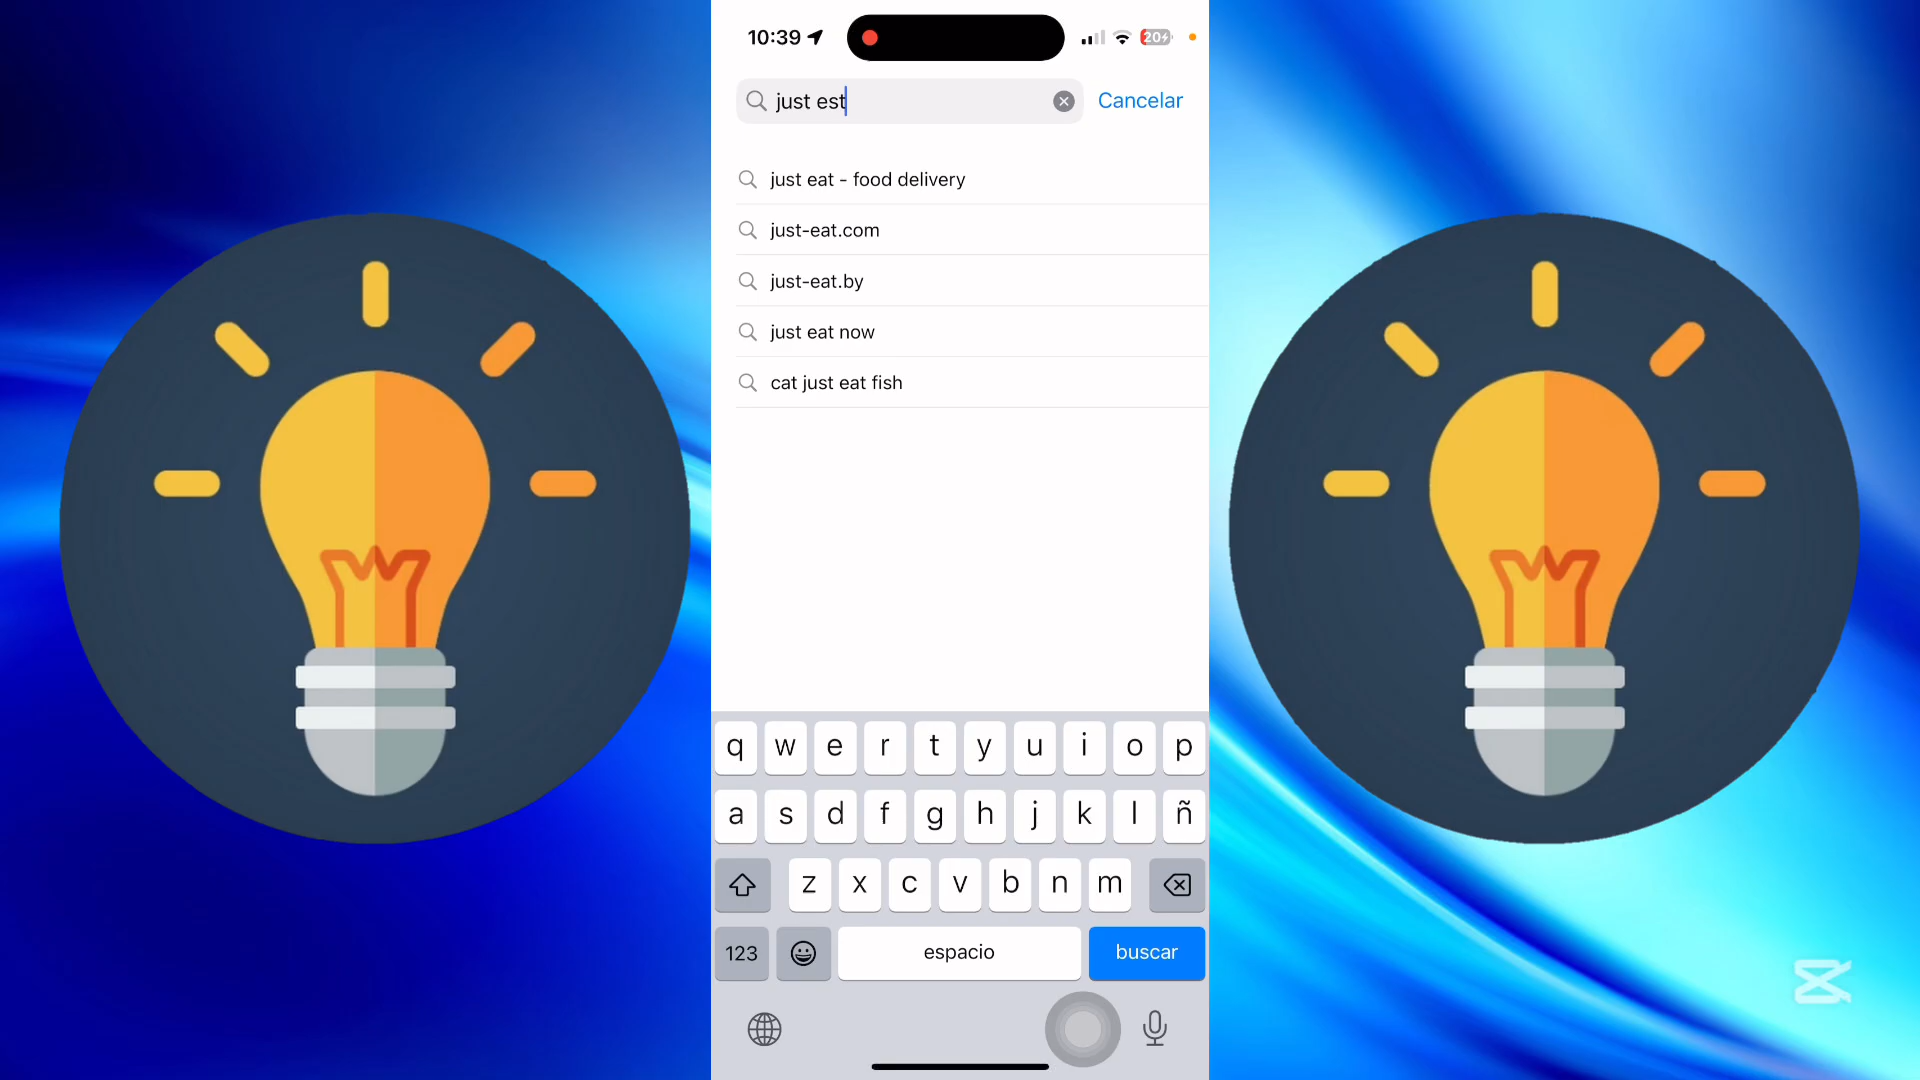 10:39
20
just est
Cancelar
just eat - food delivery
just-eat.com
just-eat.by
just eat now
cat just eat fish
q w e r t y u i o p
a s d f g h j k l ñ
z x c v b n m
123
espacio
buscar